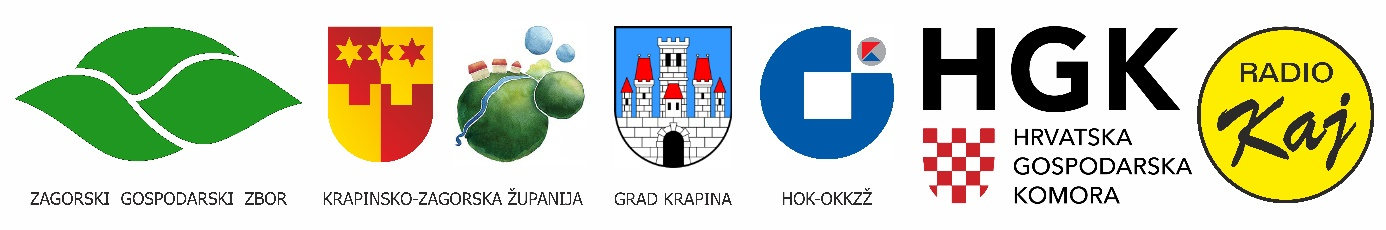 ZAGORSKI GOSPODARSKI ZBOR
KRAPINSKO-ZAGORSKA ŽUPANIJA
GRAD KRAPINA
HOK-OKKZŽ
HGK
HRVATSKA
GOSPODARSKA
KOMORA
RADIO
Kaj